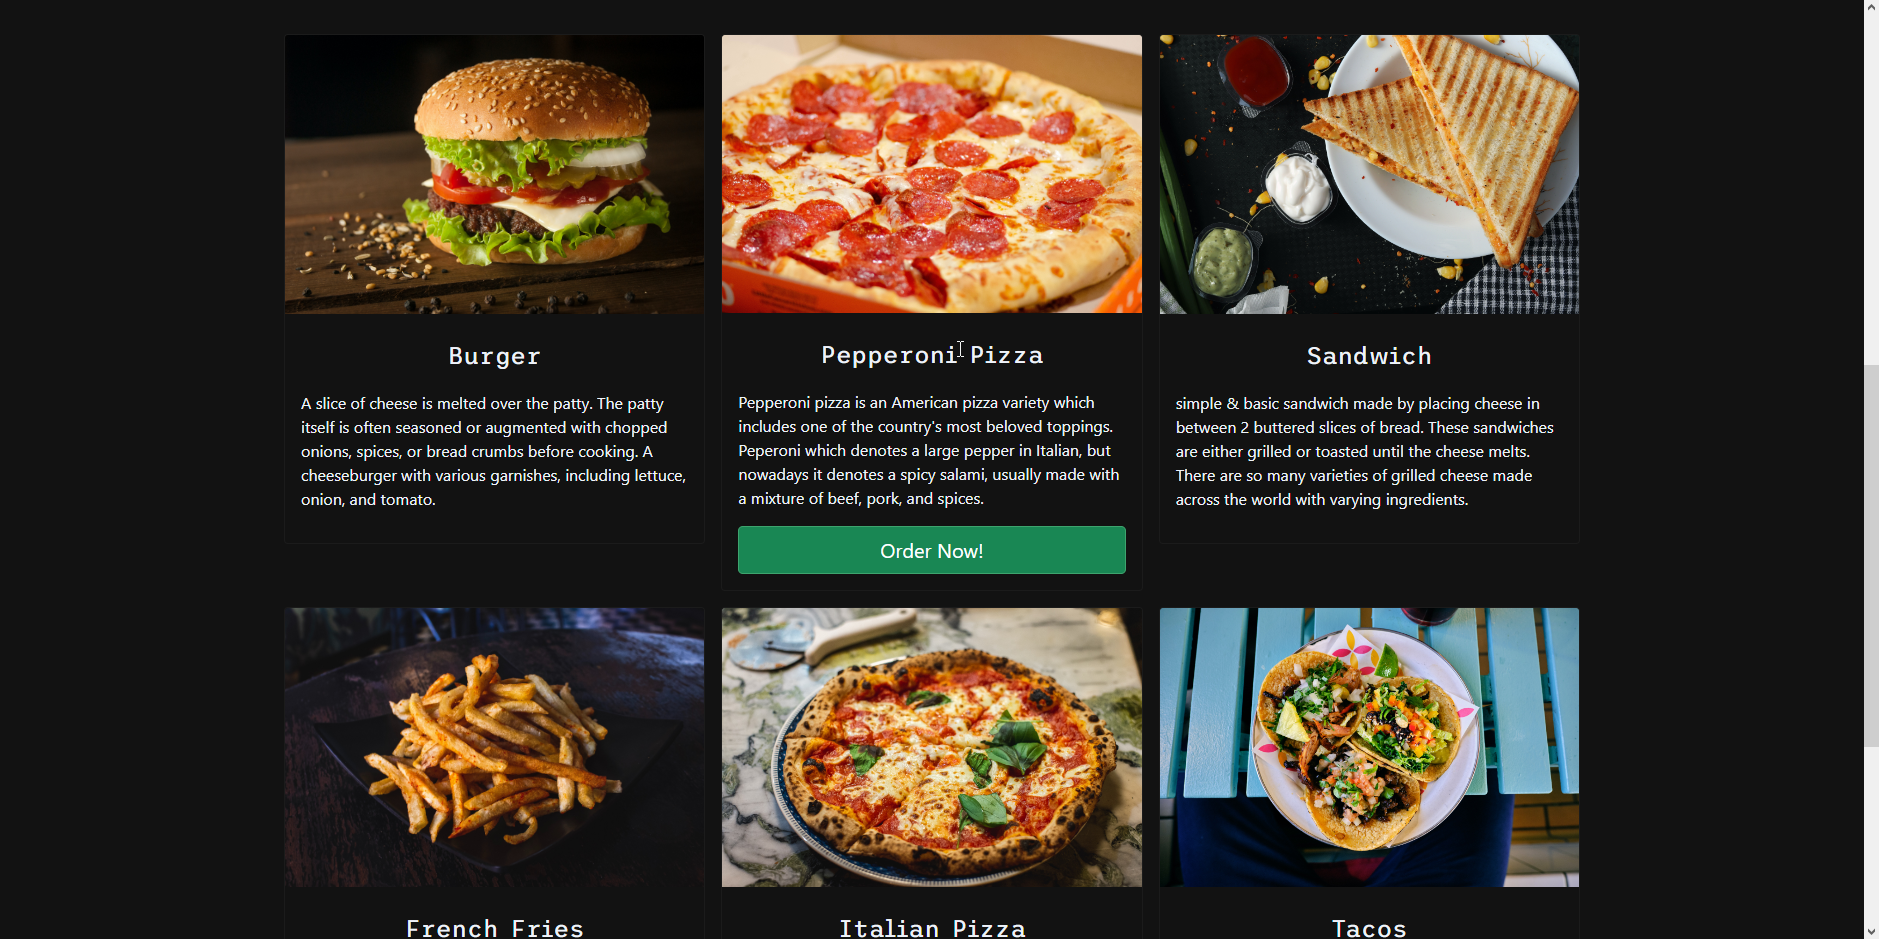 Burger
A slice of cheese is melted over the patty. The patty
itself is often seasoned or augmented with chopped
onions, spices, or bread crumbs before cooking. A
cheeseburger with various garnishes, including lettuce,
onion, and tomato.
Pepperoni Pizza
Pepperoni pizza is an American pizza variety which
includes one of the country's most beloved toppings.
Peperoni which denotes a large pepper in Italian, but
nowadays it denotes a spicy salami, usually made with
a mixture of beef, pork, and spices.
Order Now!
Sandwich
simple & basic sandwich made by placing cheese in
between 2 buttered slices of bread. These sandwiches
are either grilled or toasted until the cheese melts.
There are so many varieties of grilled cheese made
across the world with varying ingredients.
French Fries
Italian Pizza
Tacos